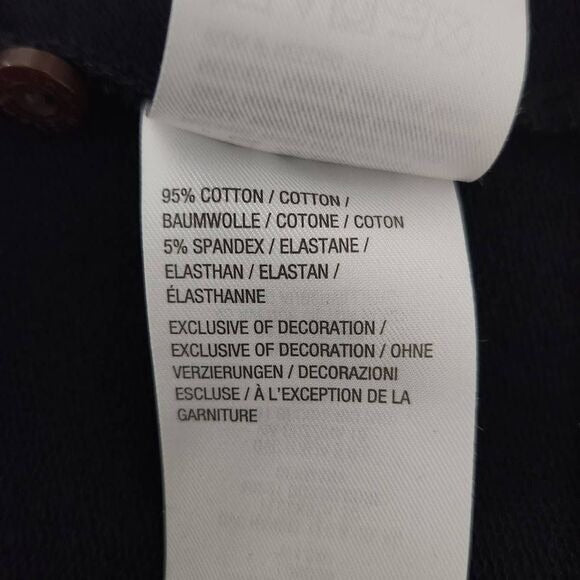 95% COTTON / COTTON /
BAUMWOLLE / COTONE / COTON
5% SPANDEX / ELASTANE /
ELASTHAN / ELASTAN /
ÉLASTHANNE
EXCLUSIVE OF DECORATION /
EXCLUSIVE OF DECORATION / OHNE
VERZIERUNGEN / DECORAZIONI
ESCLUSE / À L'EXCEPTION DE LA
GARNITURE